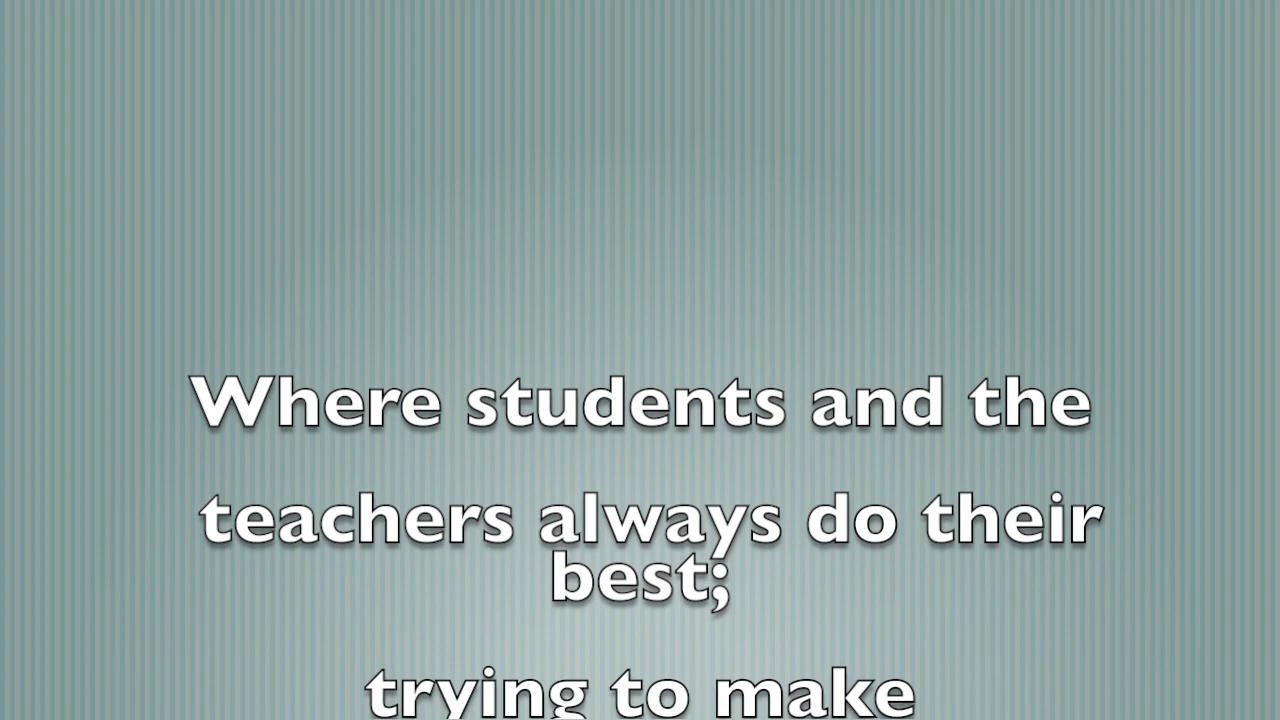 Where students and the
teachers always do their
best;
trying to make